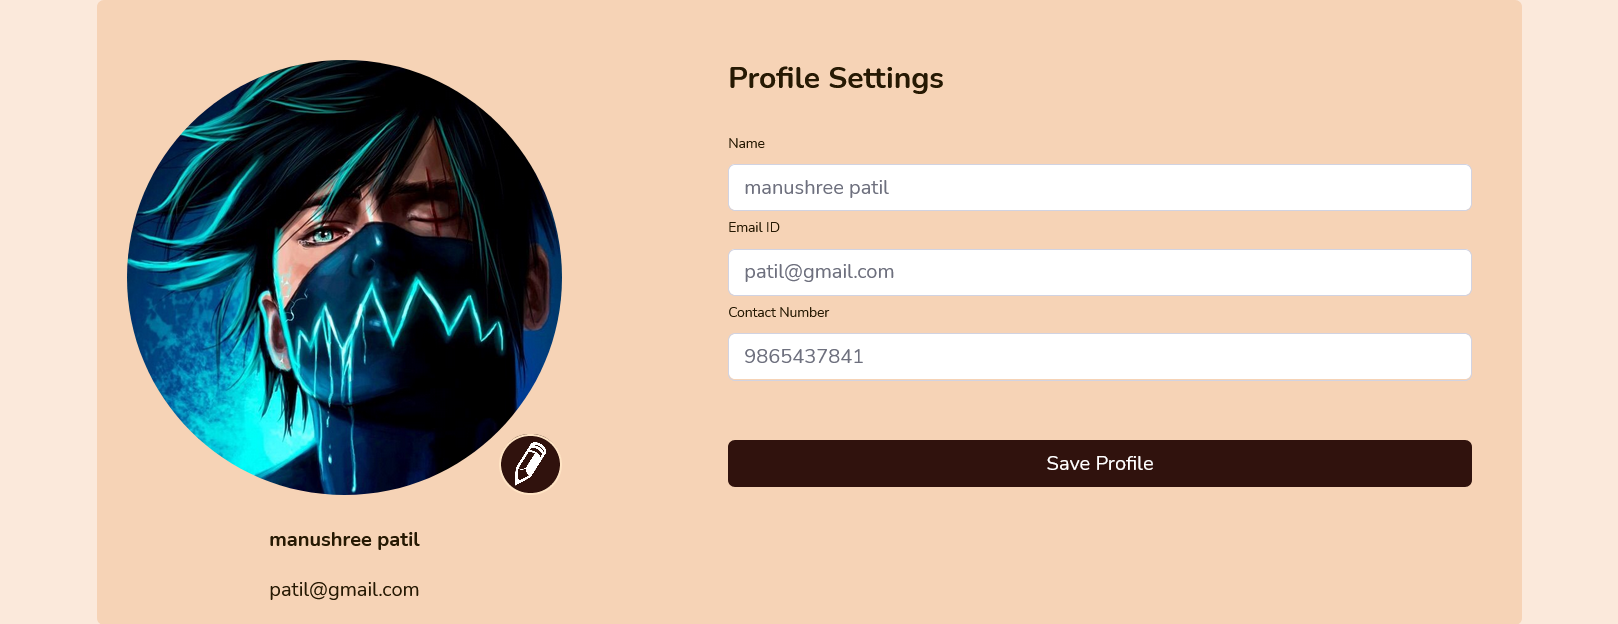 manushree patil
patil@gmail.com
Profile Settings
Name
manushree patil
Email ID
patil@gmail.com
Contact Number
9865437841
Save Profile